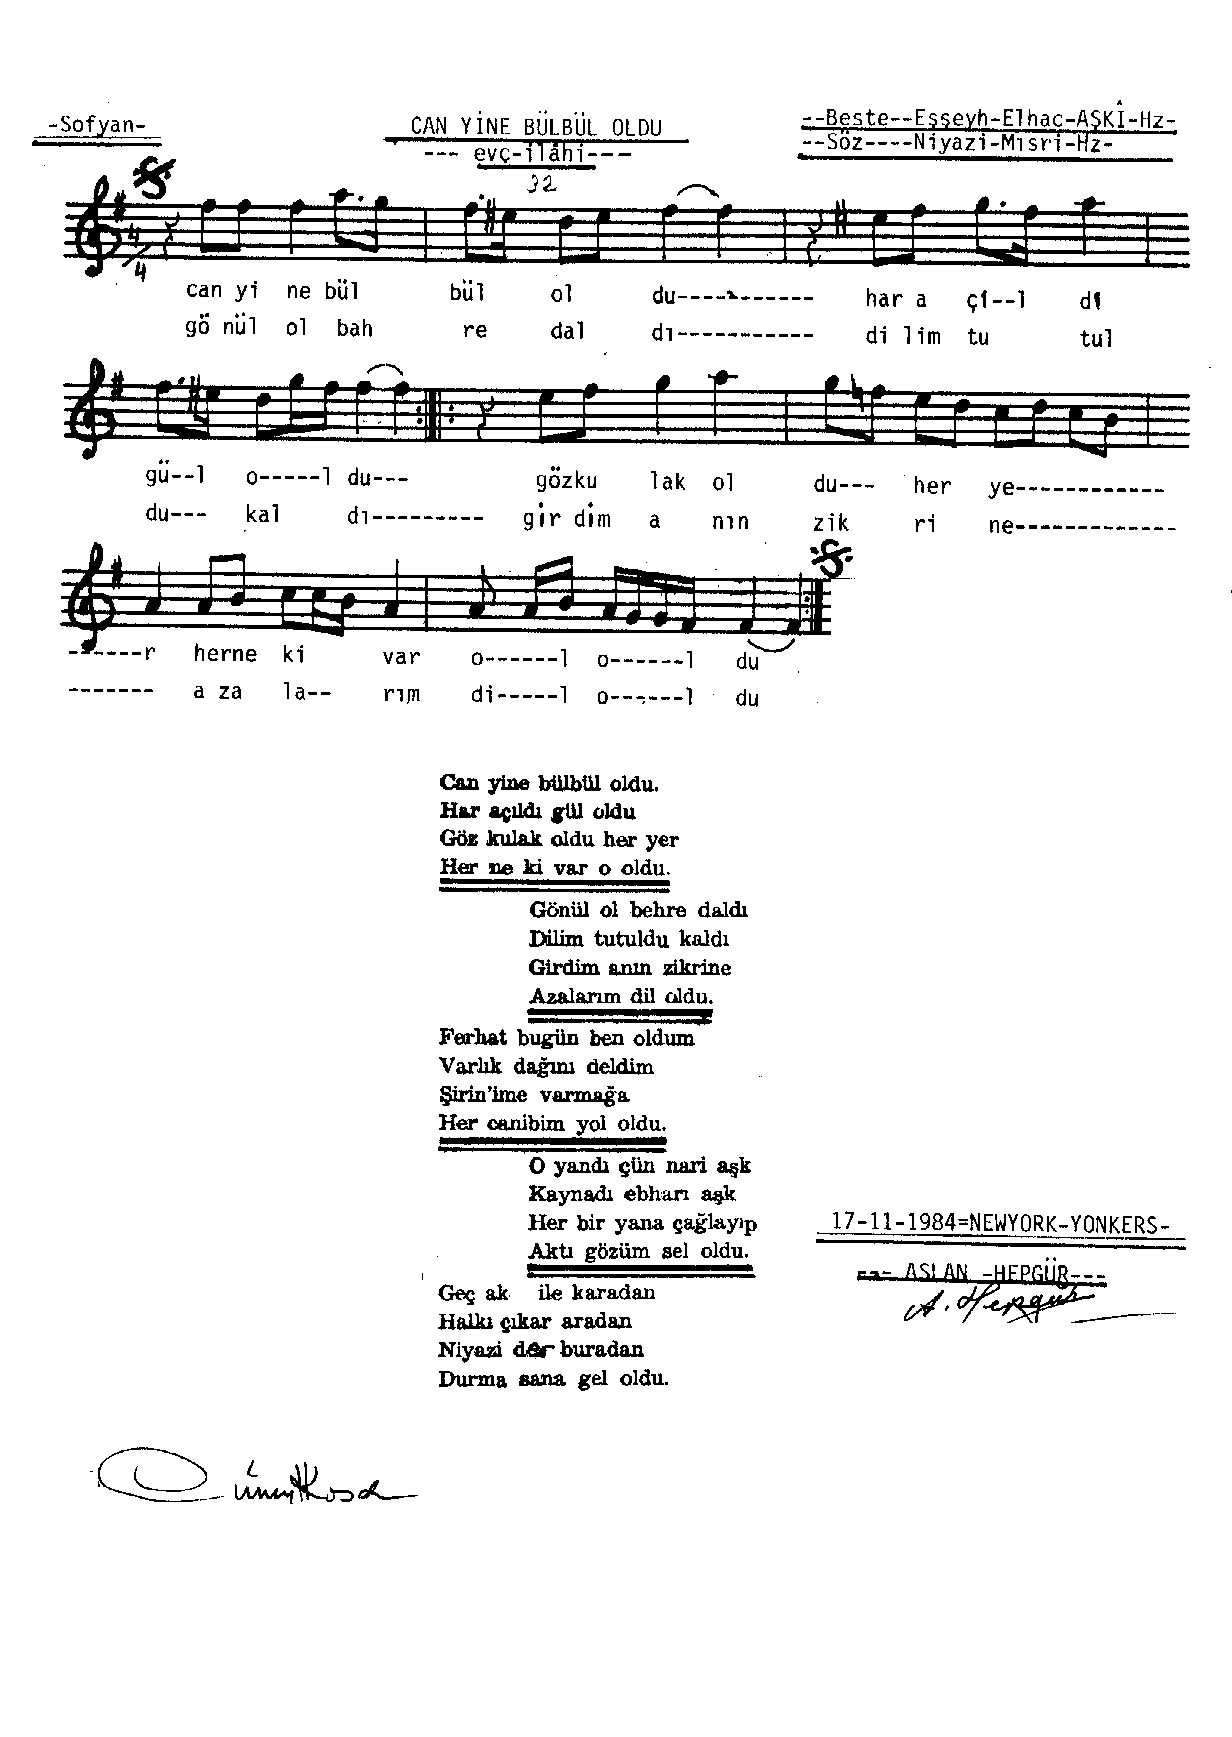 -Sofyan-
CAN YİNE BÜLBÜL OLDU
--- evç-ilâhi---
32
--Beste--Eşşeyh-Elhac-AŞKÎ-Hz-
--Söz----Niyazi-Mısri-Hz-
4/4
can yi ne bül bül ol du---------- har a çi--l di
gö nül ol bah re dal dı----------- di lim tu tul
gü--l o-----l du--- gözku lak ol du--- her ye------------
du--- kal dı--------- gir dim a nın zik ri ne-------------
------r herne ki var o------l o------l du
------- a za la-- rım di-----l o------l du
Can yine bülbül oldu.
Har açıldı gül oldu
Göz kulak oldu her yer
Her ne ki var o oldu.
Gönül ol behre daldı
Dilim tutuldu kaldı
Girdim anın zikrine
Azalarım dil oldu.
Ferhat bugün ben oldum
Varlık dağını deldim
Şirin'ime varmağa
Her canibim yol oldu.
O yandı çün nari aşk
Kaynadı ebharı aşk
Her bir yana çağlayıp
Aktı gözüm sel oldu.
17-11-1984=NEWYORK-YONKERS-
--- ASLAN -HEPGÜR---
A. Hepgür
Geç ak ile karadan
Halkı çıkar aradan
Niyazi der buradan
Durma sana gel oldu.